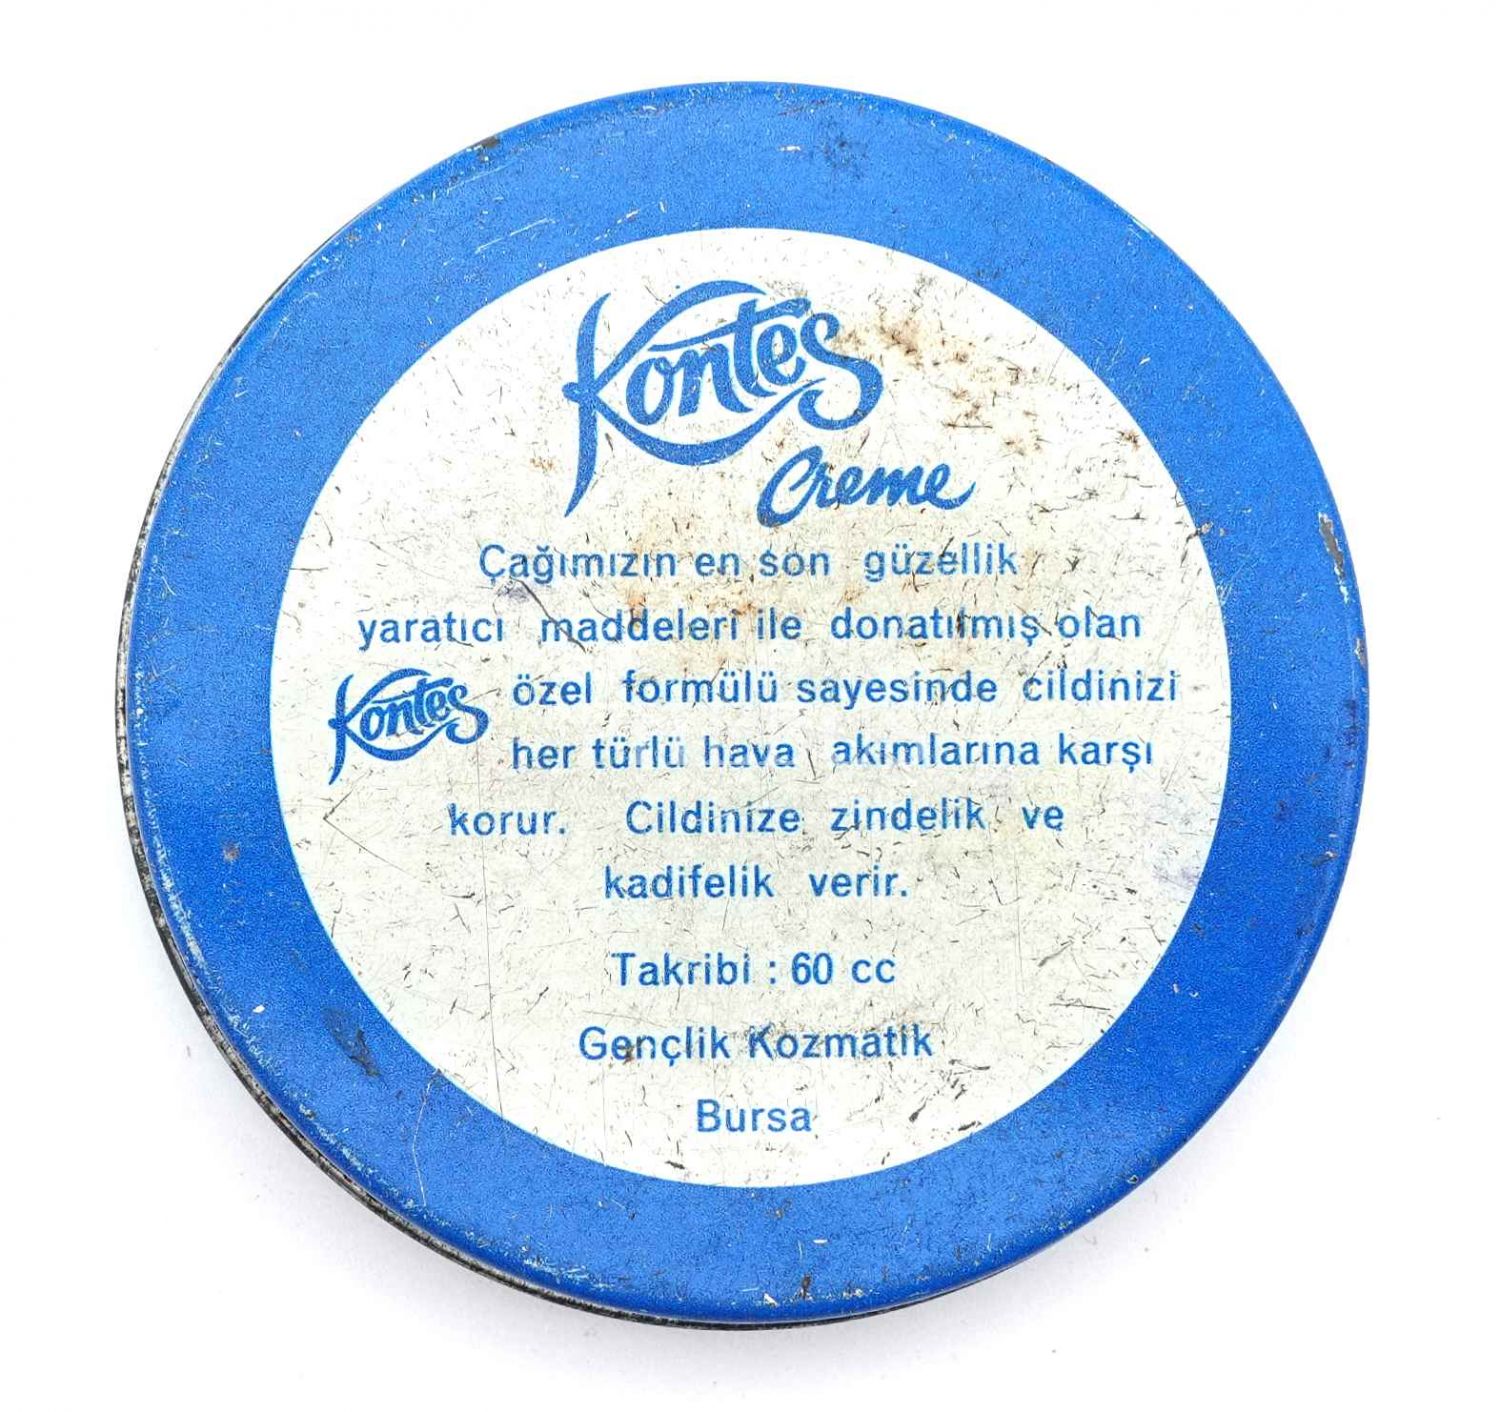 Kontes
Creme
Çağımızın en son güzellik
yaratıcı maddeleri ile donatılmış olan
Kontes özel formülü sayesinde cildinizi
her türlü hava akımlarına karşı
korur. Cildinize zindelik ve
kadifelik verir.
Takribi : 60 cc
Gençlik Kozmatik
Bursa